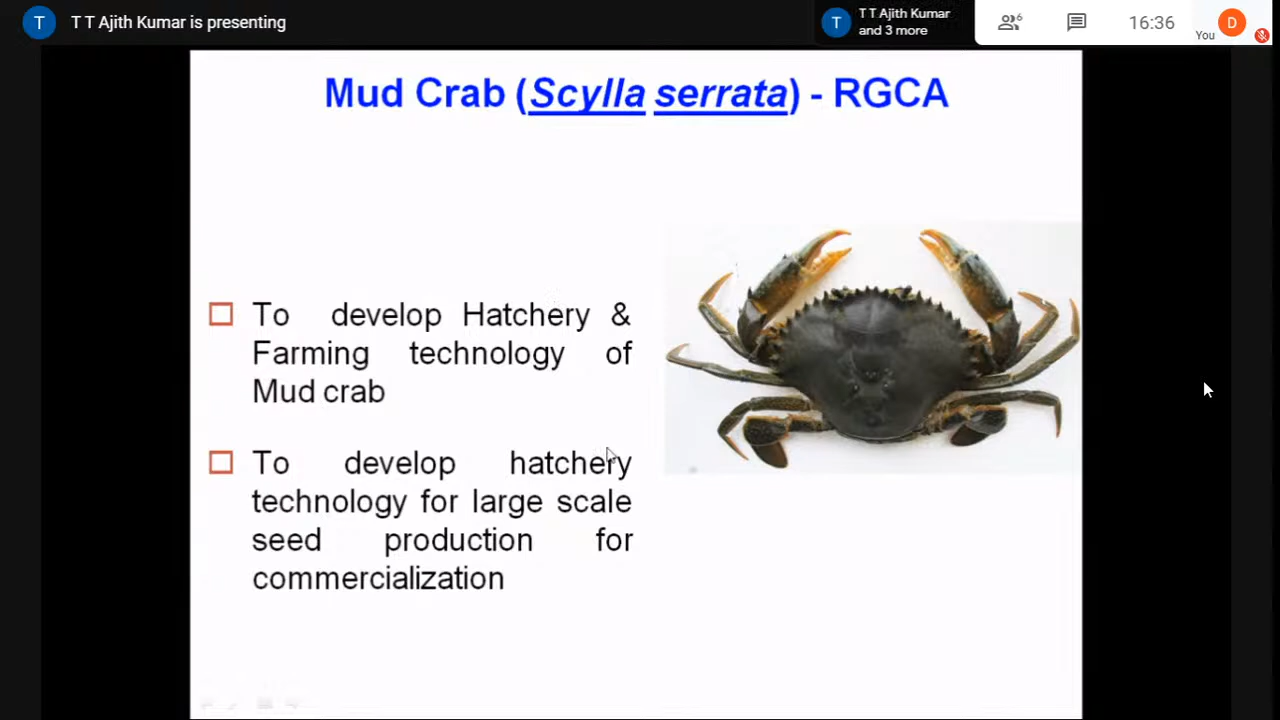 T
T T Ajith Kumar is presenting
T
T T Ajith Kumar
and 3 more
6
16:36
You
D
Mud Crab (Scylla serrata) - RGCA
To develop Hatchery &
Farming technology of
Mud crab
To develop hatchery
technology for large scale
seed production for
commercialization